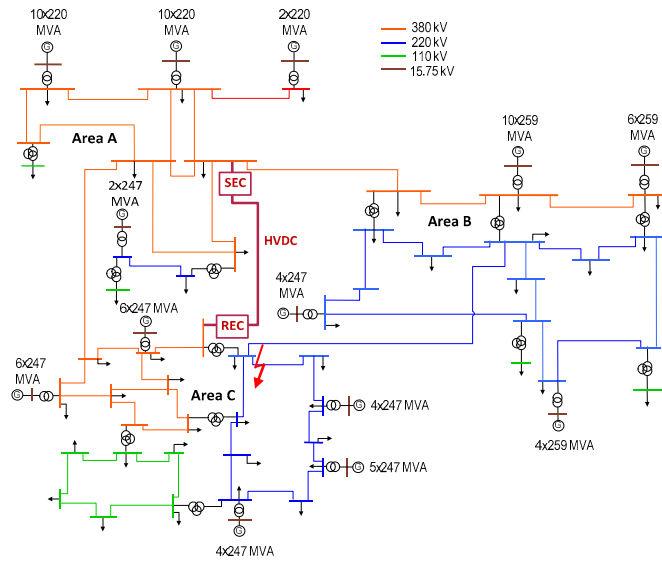 10x220
MVA
10x220
MVA
2x220
MVA
380 kV
220 kV
110 kV
15.75 kV
G
G
G
10x259
MVA
6x259
MVA
Area A
G
G
SEC
2x247
MVA
G
Area B
HVDC
4x247
MVA
G
6x247 MVA
G
REC
6x247
MVA
G
Area C
G
4x247 MVA
G
4x259 MVA
G
5x247 MVA
G
4x247 MVA